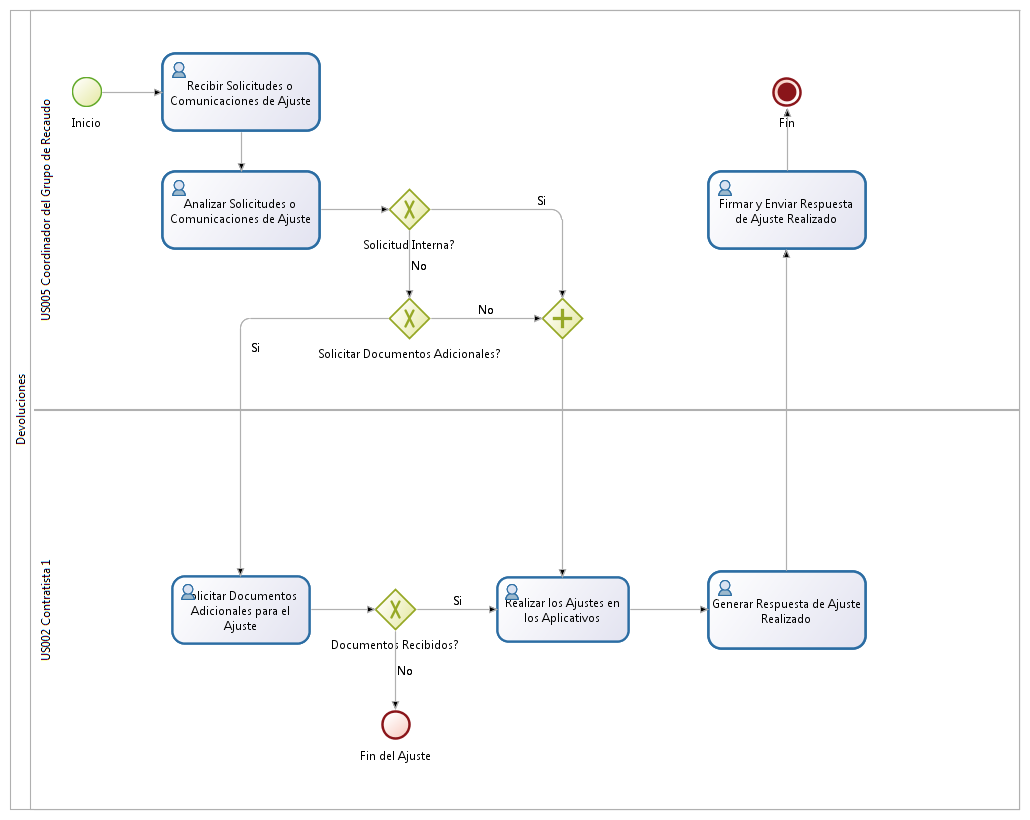 Devoluciones
US005 Coordinador del Grupo de Recaudo
Inicio
Recibir Solicitudes o
Comunicaciones de Ajuste
Analizar Solicitudes o
Comunicaciones de Ajuste
Solicitud Interna?
Si
No
Solicitar Documentos Adicionales?
No
Si
Fin
Firmar y Enviar Respuesta
de Ajuste Realizado
US002 Contratista 1
Solicitar Documentos
Adicionales para el
Ajuste
Documentos Recibidos?
Si
No
Fin del Ajuste
Realizar los Ajustes en
los Aplicativos
Generar Respuesta de Ajuste
Realizado